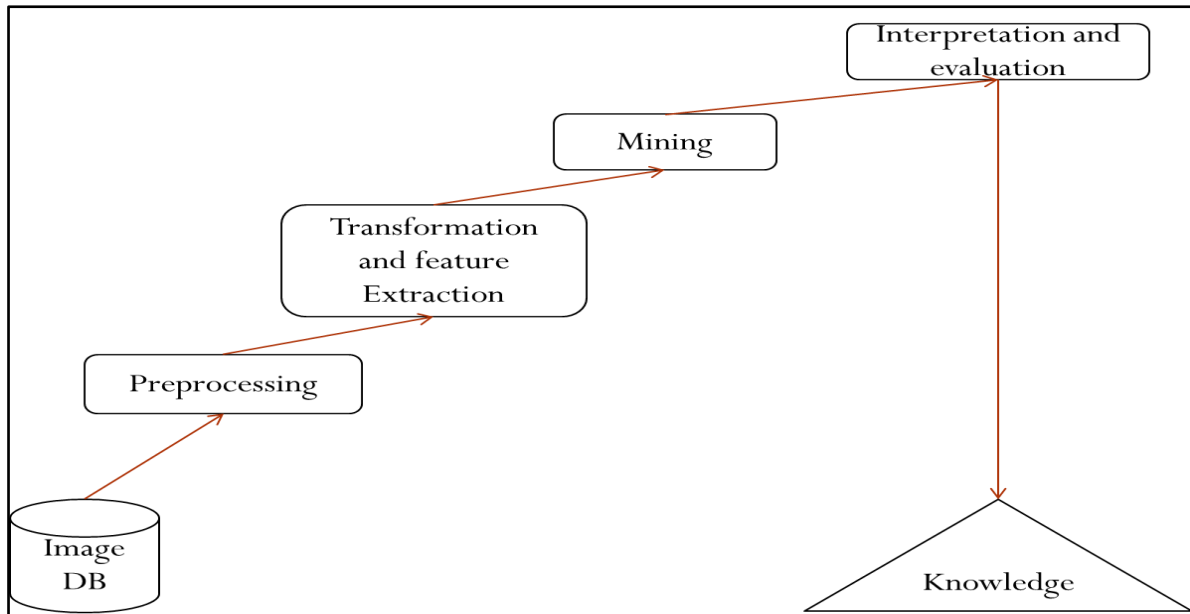 Interpretation and
evaluation
Mining
Transformation
and feature
Extraction
Preprocessing
Image
DB
Knowledge